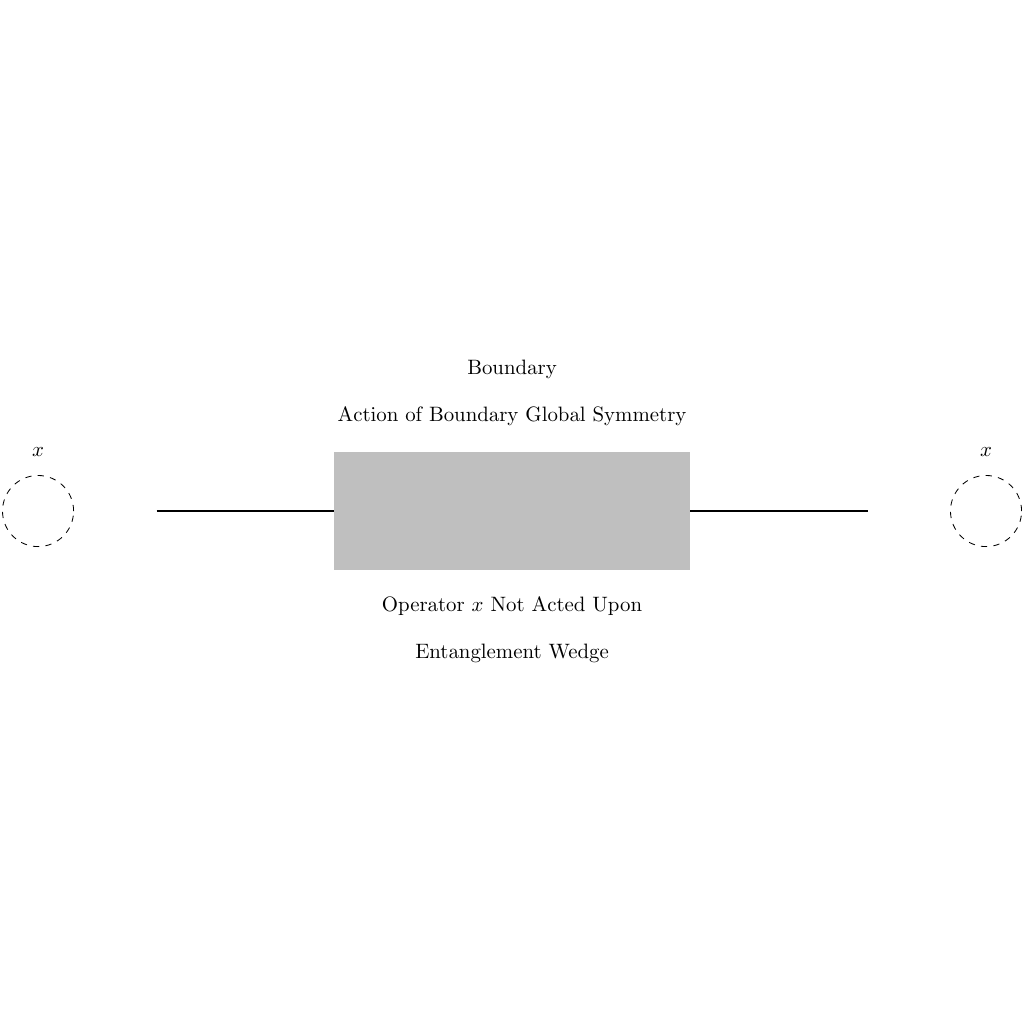 Boundary
Action of Boundary Global Symmetry
x
x
Operator x Not Acted Upon
Entanglement Wedge